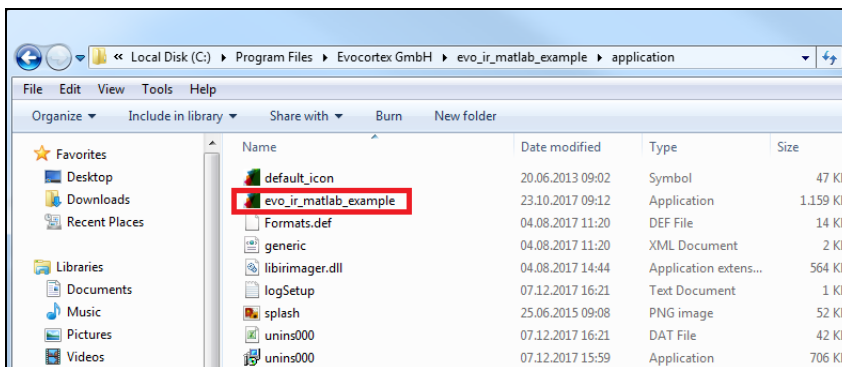 « Local Disk (C:) ▸ Program Files ▸ Evocortex GmbH ▸ evo_ir_matlab_example ▸ application
File Edit View Tools Help
Organize Include in library Share with Burn New folder
Favorites
Desktop
Downloads
Recent Places
Libraries
Documents
Music
Pictures
Videos
Name Date modified Type Size
default_icon 20.06.2013 09:02 Symbol 47 K
evo_ir_matlab_example 23.10.2017 09:12 Application 1.159 K
Formats.def 04.08.2017 11:20 DEF File 14 K
generic 04.08.2017 11:20 XML Document 2 K
libirimager.dll 04.08.2017 14:44 Application extens... 564 K
logSetup 07.12.2017 16:21 Text Document 1 K
splash 25.06.2015 09:08 PNG image 52 K
unins000 07.12.2017 16:21 DAT File 42 K
unins000 07.12.2017 15:59 Application 706 K